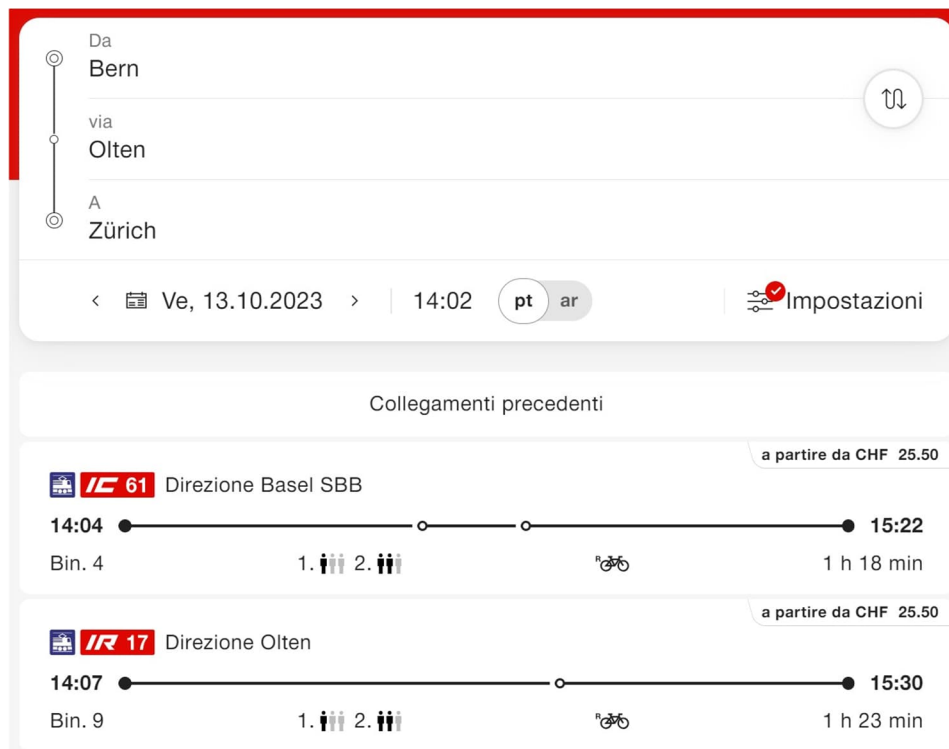 Da
Bern
via
Olten
A
Zürich
Ve, 13.10.2023 14:02 pt ar Impostazioni
Collegamenti precedenti
a partire da CHF 25.50
IC 61 Direzione Basel SBB
14:04 15:22
Bin. 4 1. 2. R 1 h 18 min
a partire da CHF 25.50
IR 17 Direzione Olten
14:07 15:30
Bin. 9 1. 2. R 1 h 23 min